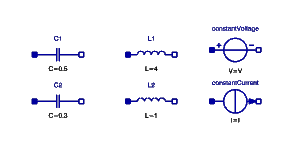 C1
L1
constantVoltage
+
-
C=0.5
L=4
V=V
C2
L2
constantCurrent
C=0.3
L=1
I=I